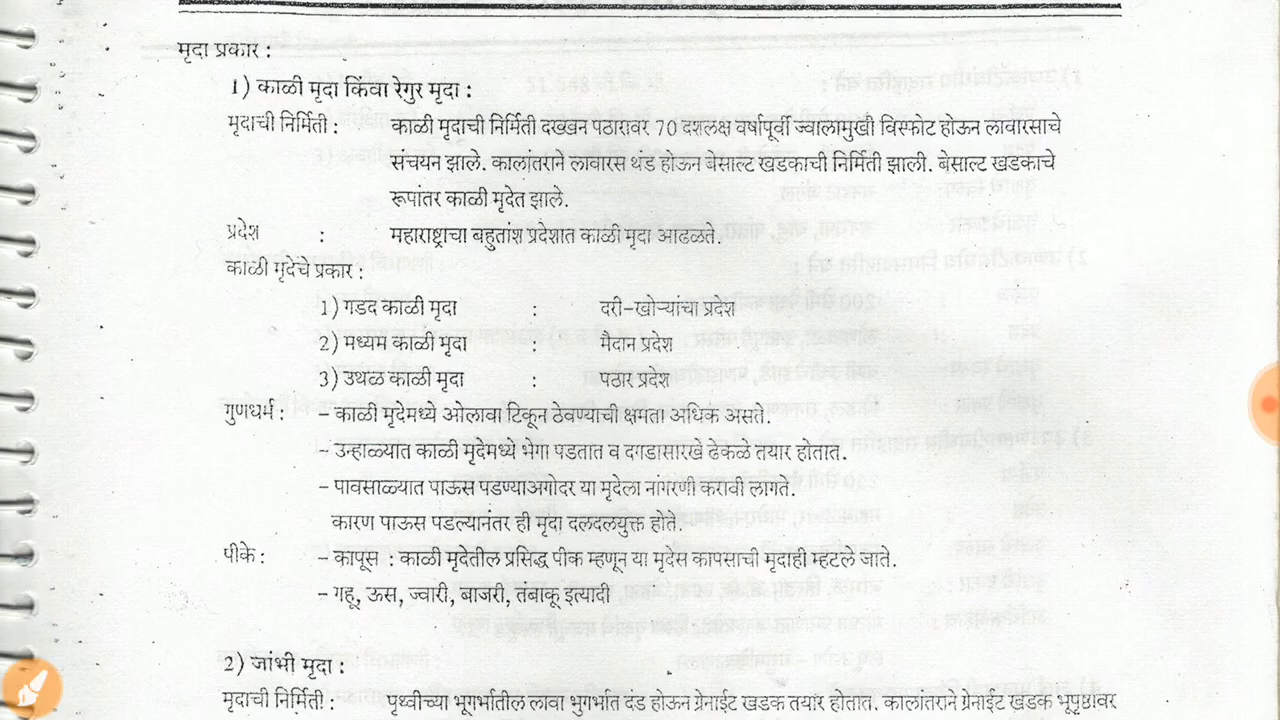 मृदा प्रकार :
1) काळी मृदा किंवा रेगुर मृदा :
मृदाची निर्मिती : काळी मृदाची निर्मिती दख्खन पठारावर 70 दशलक्ष वर्षापूर्वी ज्वालामुखी विस्फोट होऊन लावारसाचे
संचयन झाले. कालांतराने लावारस थंड होऊन बेसाल्ट खडकाची निर्मिती झाली. बेसाल्ट खडकाचे
रूपांतर काळी मृदेत झाले.
प्रदेश : महाराष्ट्राचा बहुतांश प्रदेशात काळी मृदा आढळते.
काळी मृदेचे प्रकार :
1) गडद काळी मृदा : दरी-खोऱ्यांचा प्रदेश
2) मध्यम काळी मृदा : मैदान प्रदेश
3) उथळ काळी मृदा : पठार प्रदेश
गुणधर्म : – काळी मृदेमध्ये ओलावा टिकून ठेवण्याची क्षमता अधिक असते.
– उन्हाळ्यात काळी मृदेमध्ये भेगा पडतात व दगडासारखे ढेकळे तयार होतात.
– पावसाळ्यात पाऊस पडण्याअगोदर या मृदेला नांगरणी करावी लागते.
कारण पाऊस पडल्यानंतर ही मृदा दलदलयुक्त होते.
पीके : – कापूस : काळी मृदेतील प्रसिद्ध पीक म्हणून या मृदेस कापसाची मृदाही म्हटले जाते.
– गहू, ऊस, ज्वारी, बाजरी, तंबाकू इत्यादी
2) जांभी मृदा :
मृदाची निर्मिती : पृथ्वीच्या भूगर्भातील लावा भुगर्भात दंड होऊन ग्रेनाईट खडक तयार होतात. कालांतराने ग्रेनाईट खडक भूपृष्ठावर